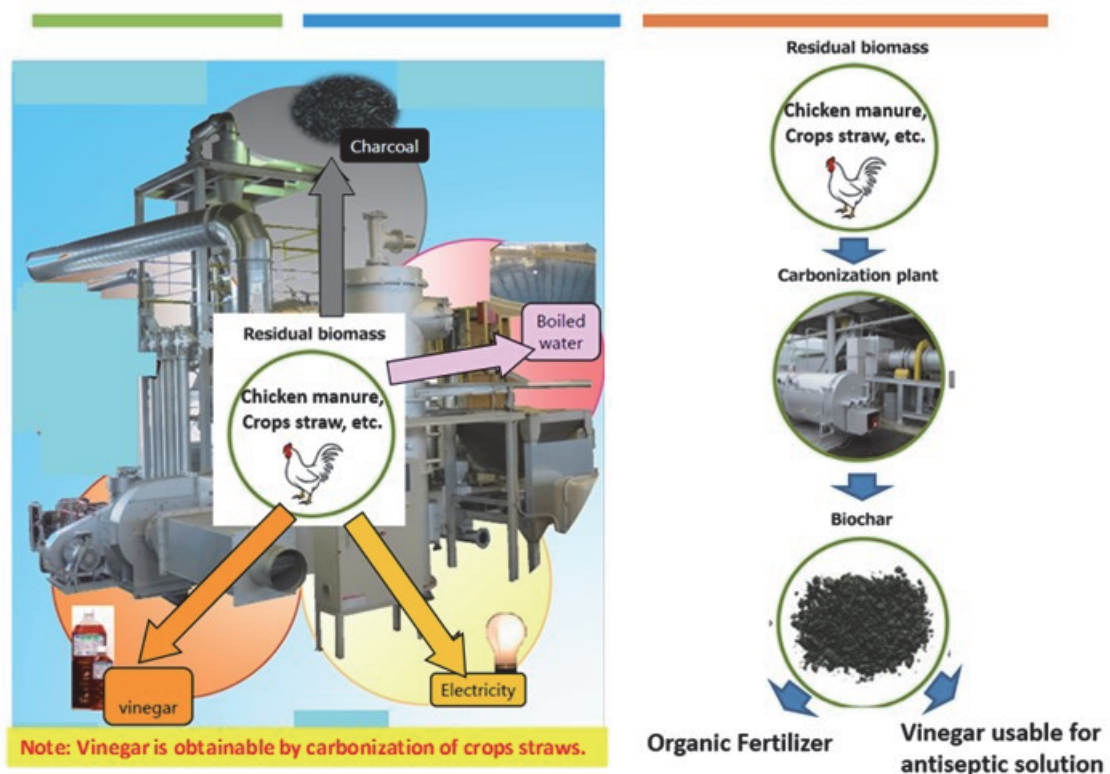 Charcoal
Boiled
water
Residual biomass
Chicken manure,
Crops straw, etc.
vinegar
Electricity
Note: Vinegar is obtainable by carbonization of crops straws.
Residual biomass
Chicken manure,
Crops straw, etc.
Carbonization plant
Biochar
Organic Fertilizer
Vinegar usable for
antiseptic solution